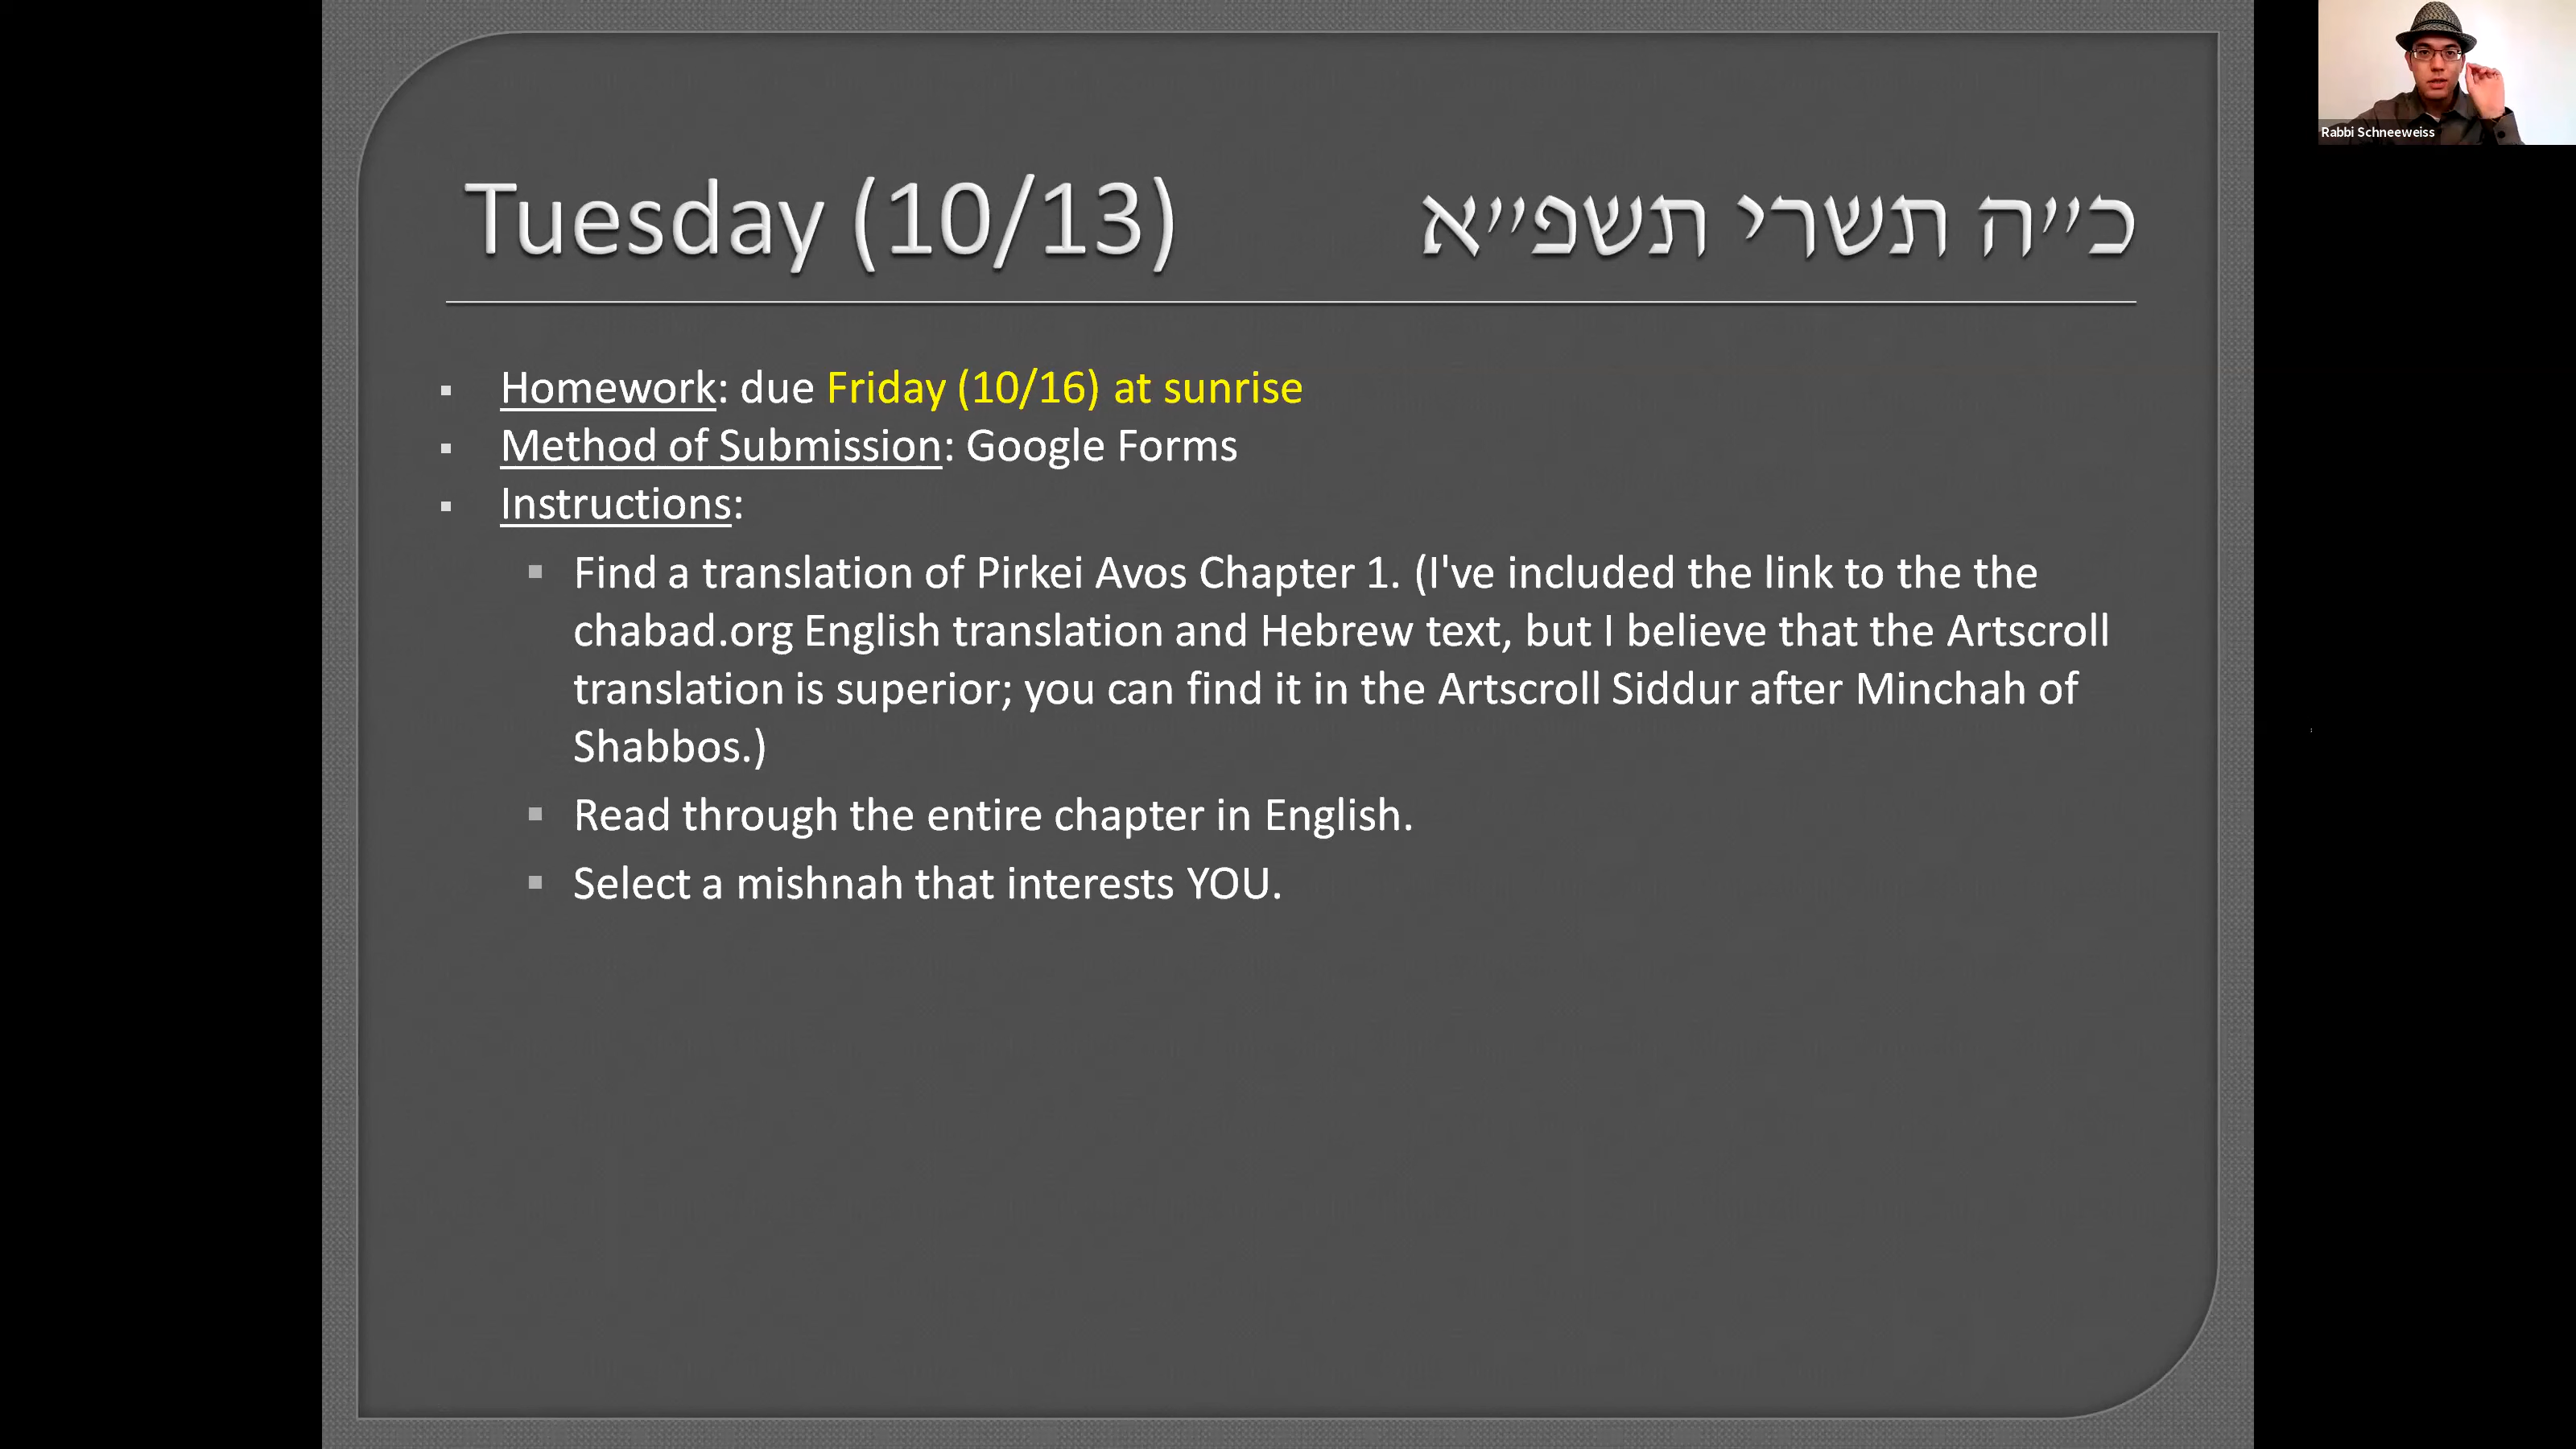 Tuesday (10/13) כ״ה תשרי תשפ״א
Rabbi Schneeweiss
▪ Homework: due Friday (10/16) at sunrise
▪ Method of Submission: Google Forms
▪ Instructions:
▪ Find a translation of Pirkei Avos Chapter 1. (I've included the link to the the
chabad.org English translation and Hebrew text, but I believe that the Artscroll
translation is superior; you can find it in the Artscroll Siddur after Minchah of
Shabbos.)
▪ Read through the entire chapter in English.
▪ Select a mishnah that interests YOU.